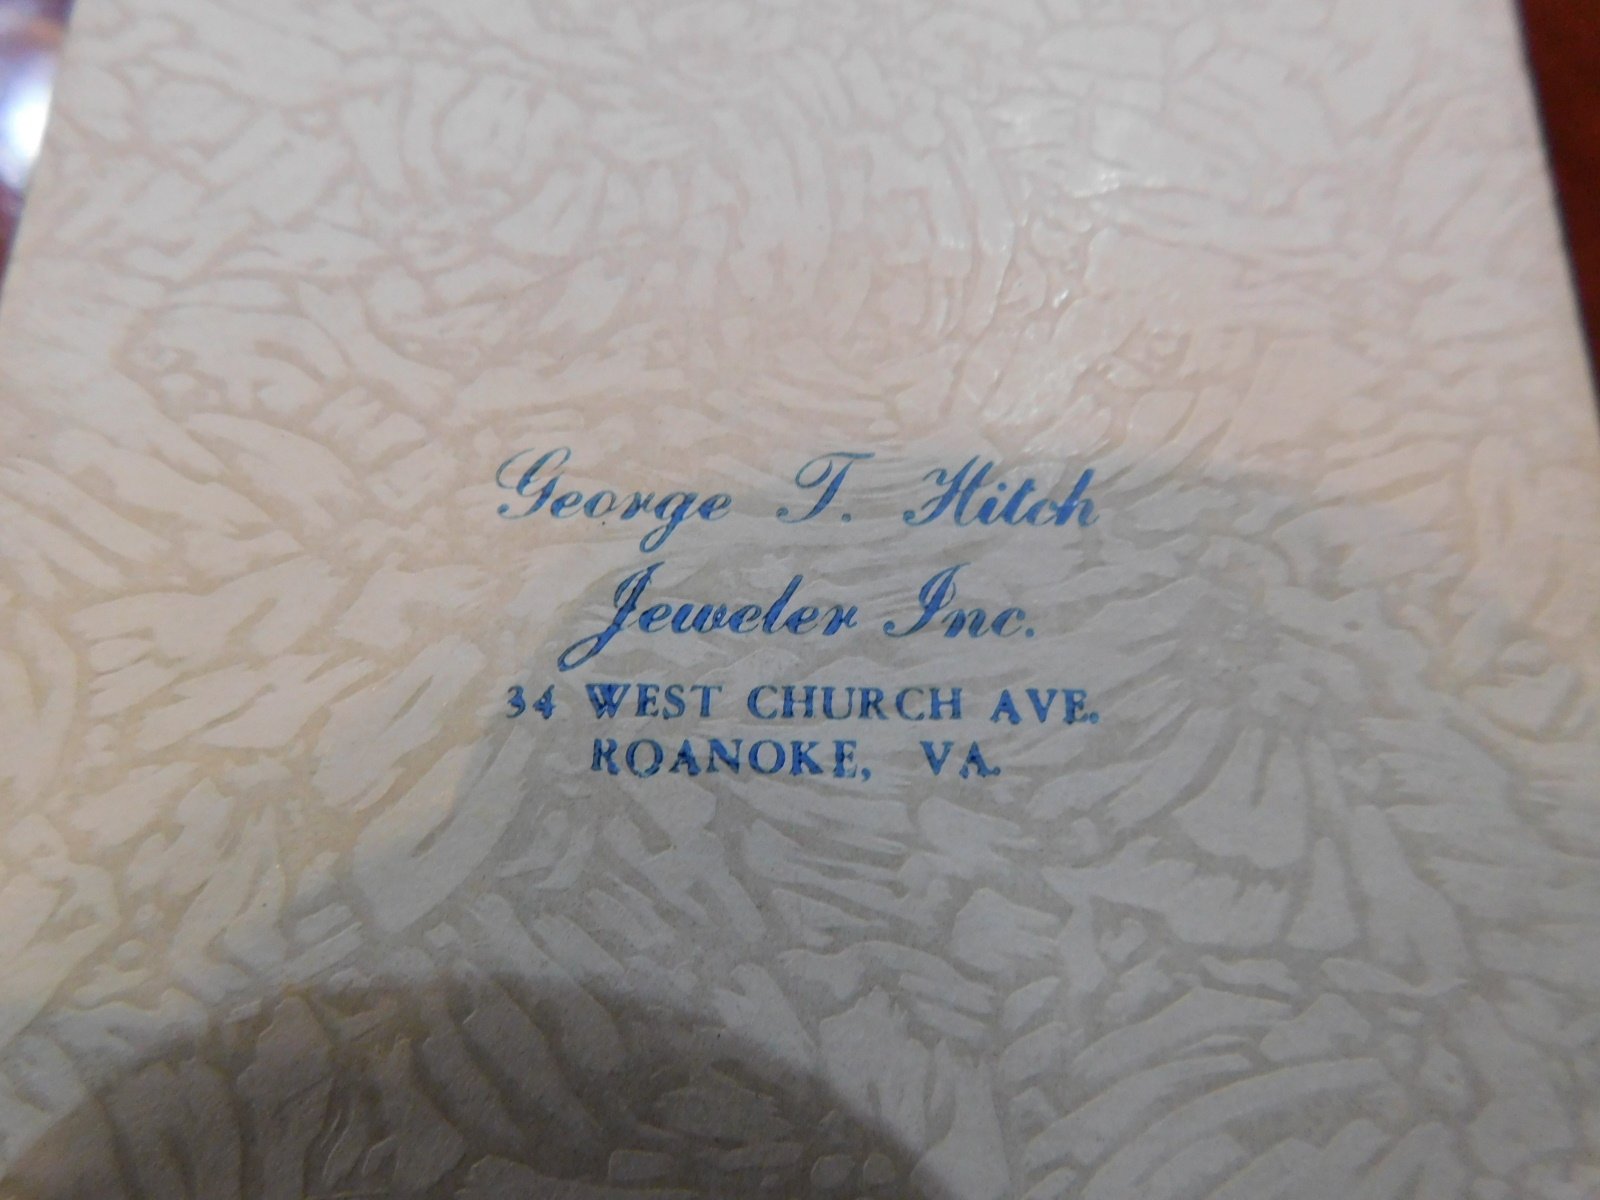 George T. Hitch
Jeweler Inc.
34 WEST CHURCH AVE.
ROANOKE, VA.